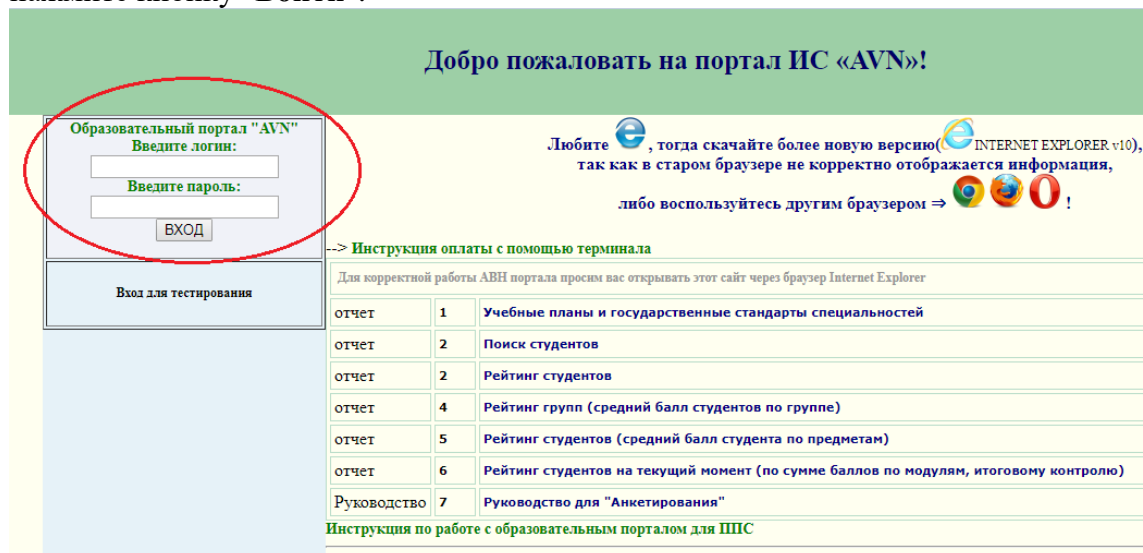 нажмите кнопку "Войти".
Добро пожаловать на портал ИС «AVN»!
Образовательный портал "AVN"
Введите логин:
Введите пароль:
ВХОД
Вход для тестирования
Любите , тогда скачайте более новую версию( INTERNET EXPLORER v10),
так как в старом браузере не корректно отображается информация,
либо воспользуйтесь другим браузером ⇒ !
--> Инструкция оплаты с помощью терминала
Для корректной работы АВН портала просим вас открывать этот сайт через браузер Internet Explorer
отчет 1 Учебные планы и государственные стандарты специальностей
отчет 2 Поиск студентов
отчет 2 Рейтинг студентов
отчет 4 Рейтинг групп (средний балл студентов по группе)
отчет 5 Рейтинг студентов (средний балл студента по предметам)
отчет 6 Рейтинг студентов на текущий момент (по сумме баллов по модулям, итоговому контролю)
Руководство 7 Руководство для "Анкетирования"
Инструкция по работе с образовательным порталом для ППС